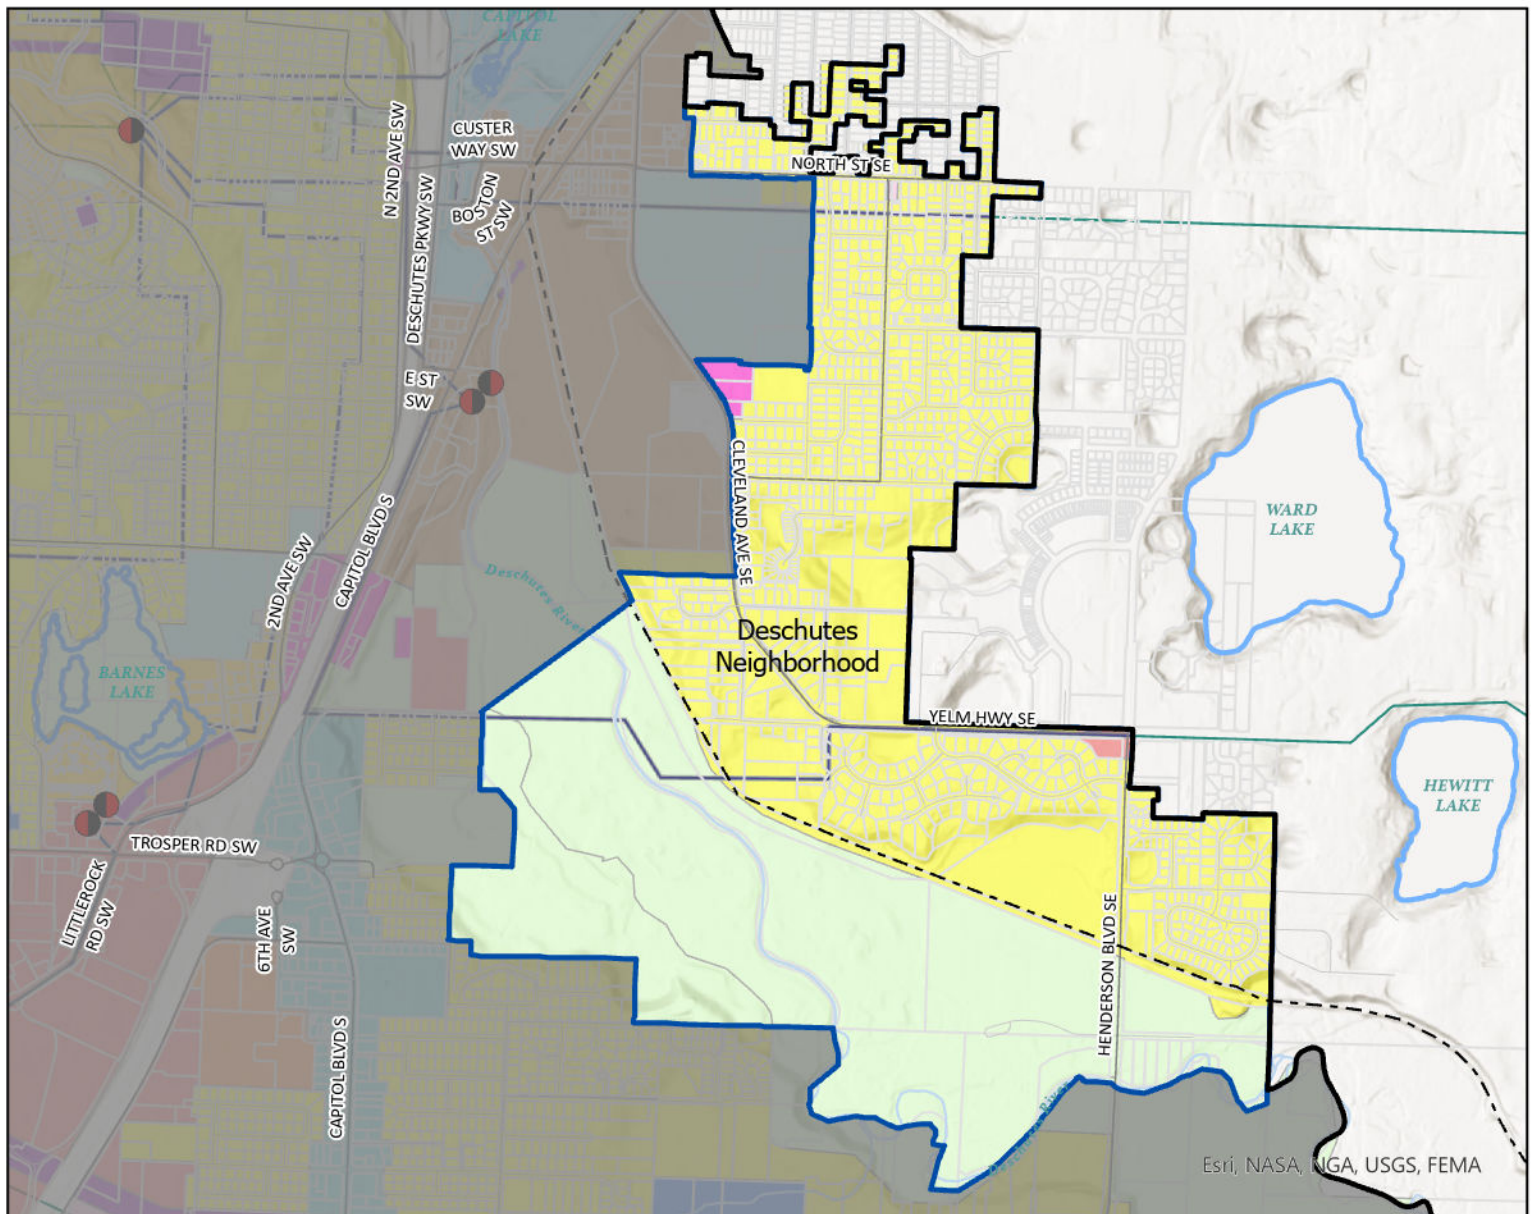 CAPITOL
LAKE
CUSTER
WAY SW
N 2ND AVE SW
NORTH ST SE
DESCHUTES PKWY SW
BOSTON
ST SW
E ST
SW
CLEVELAND AVE SE
WARD
LAKE
CAPITOL BLVD S
2ND AVE SW
Deschutes River
Deschutes
Neighborhood
BARNES
LAKE
YELM HWY SE
HEWITT
LAKE
TROSPER RD SW
LITTLEROCK
RD SW
6TH AVE
SW
HENDERSON BLVD SE
CAPITOL BLVD S
Deschutes River
Esri, NASA, NGA, USGS, FEMA